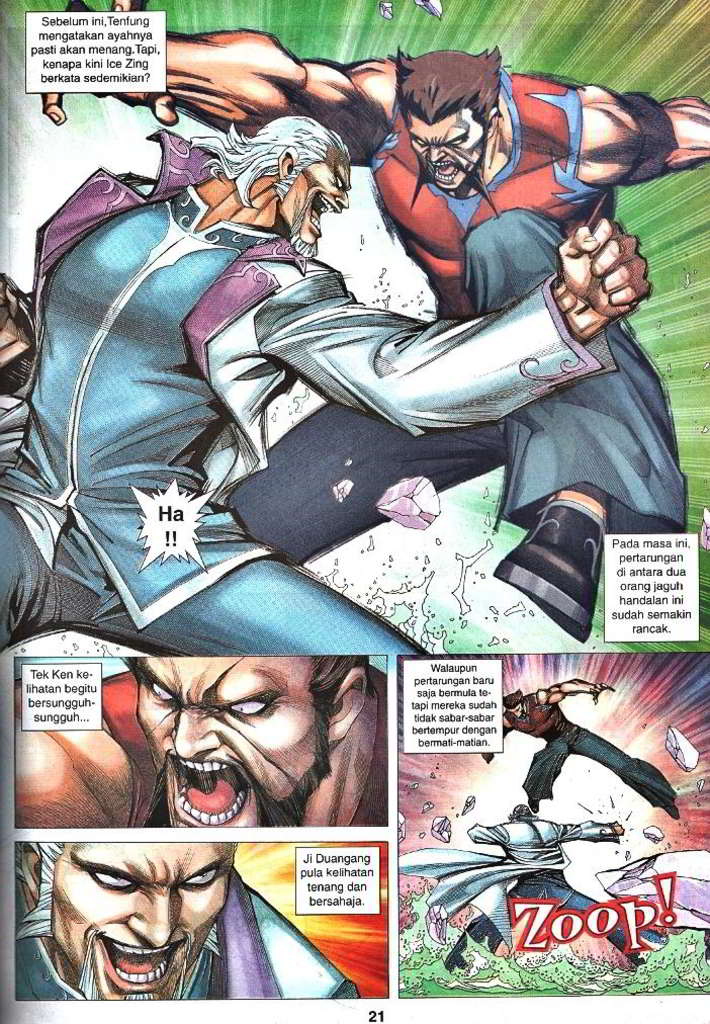 Sebelum ini,Tenfung
mengatakan ayahnya
pasti akan menang.Tapi,
kenapa kini Ice Zing
berkata sedemikian?
Ha
!!
Pada masa ini,
pertarungan
di antara dua
orang jaguh
handalan ini
sudah semakin
rancak.
Tek Ken ke-
lihatan begitu
bersungguh-
sungguh...
Walaupun
pertarungan baru
saja bermula te-
tapi mereka sudah
tidak sabar-sabar
bertempur dengan
bermati-matian.
Ji Duangang
pula kelihatan
tenang dan
bersahaja.
Zoop!
21